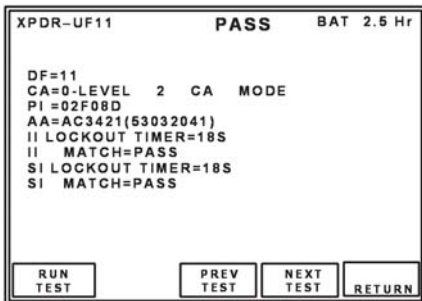 XPDR-UF11 PASS BAT 2.5 Hr
DF=11
CA=0-LEVEL 2 CA MODE
PI =02F08D
AA=AC3421(53032041)
II LOCKOUT TIMER=18S
II MATCH=PASS
SI LOCKOUT TIMER=18S
SI MATCH=PASS
RUN TEST
PREV TEST
NEXT TEST
RETURN